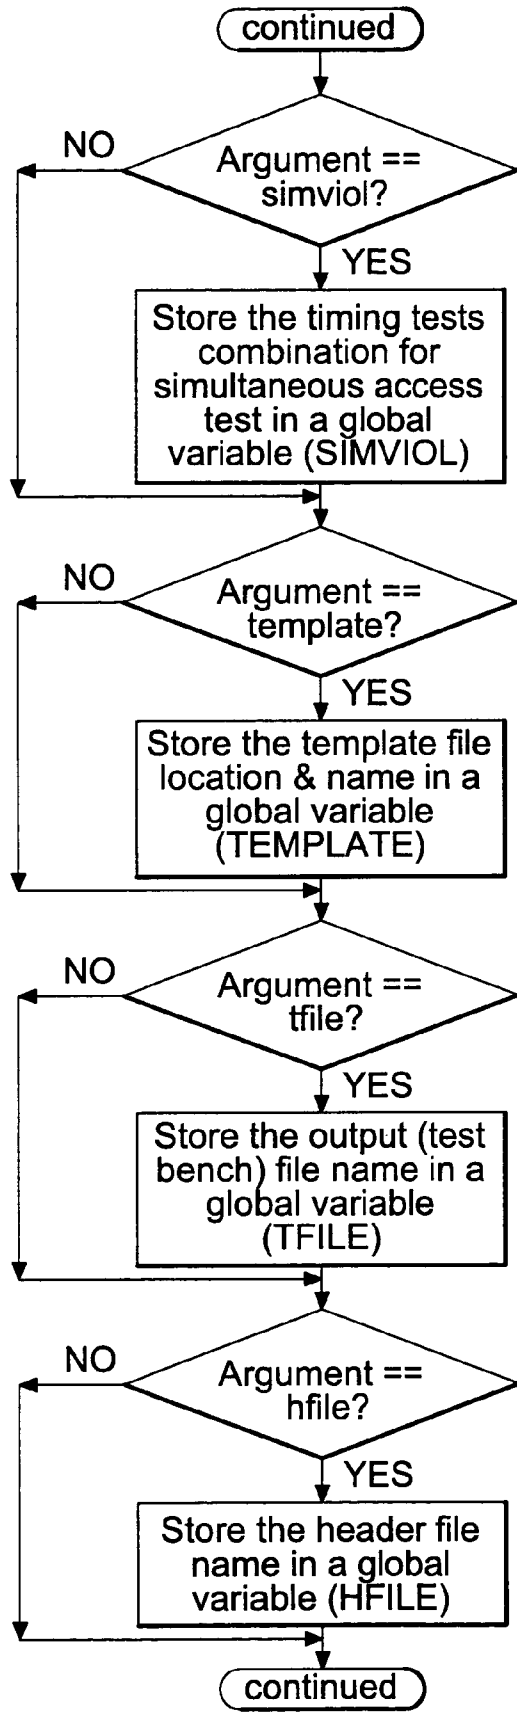 continued
NO
Argument ==
simviol?
YES
Store the timing tests
combination for
simultaneous access
test in a global
variable (SIMVIOL)
NO
Argument ==
template?
YES
Store the template file
location & name in a
global variable
(TEMPLATE)
NO
Argument ==
tfile?
YES
Store the output (test
bench) file name in a
global variable
(TFILE)
NO
Argument ==
hfile?
YES
Store the header file
name in a global
variable (HFILE)
continued